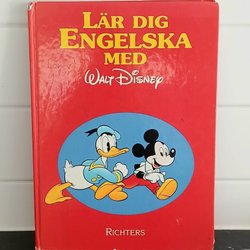 LÄR DIG
ENGELSKA
MED
WALT DISNEY
RICHTERS